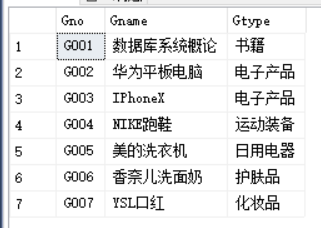 Gno Gname Gtype
1 G001 数据库系统概论 书籍
2 G002 华为平板电脑 电子产品
3 G003 IPhoneX 电子产品
4 G004 NIKE跑鞋 运动装备
5 G005 美的洗衣机 日用电器
6 G006 香奈儿洗面奶 护肤品
7 G007 YSL口红 化妆品